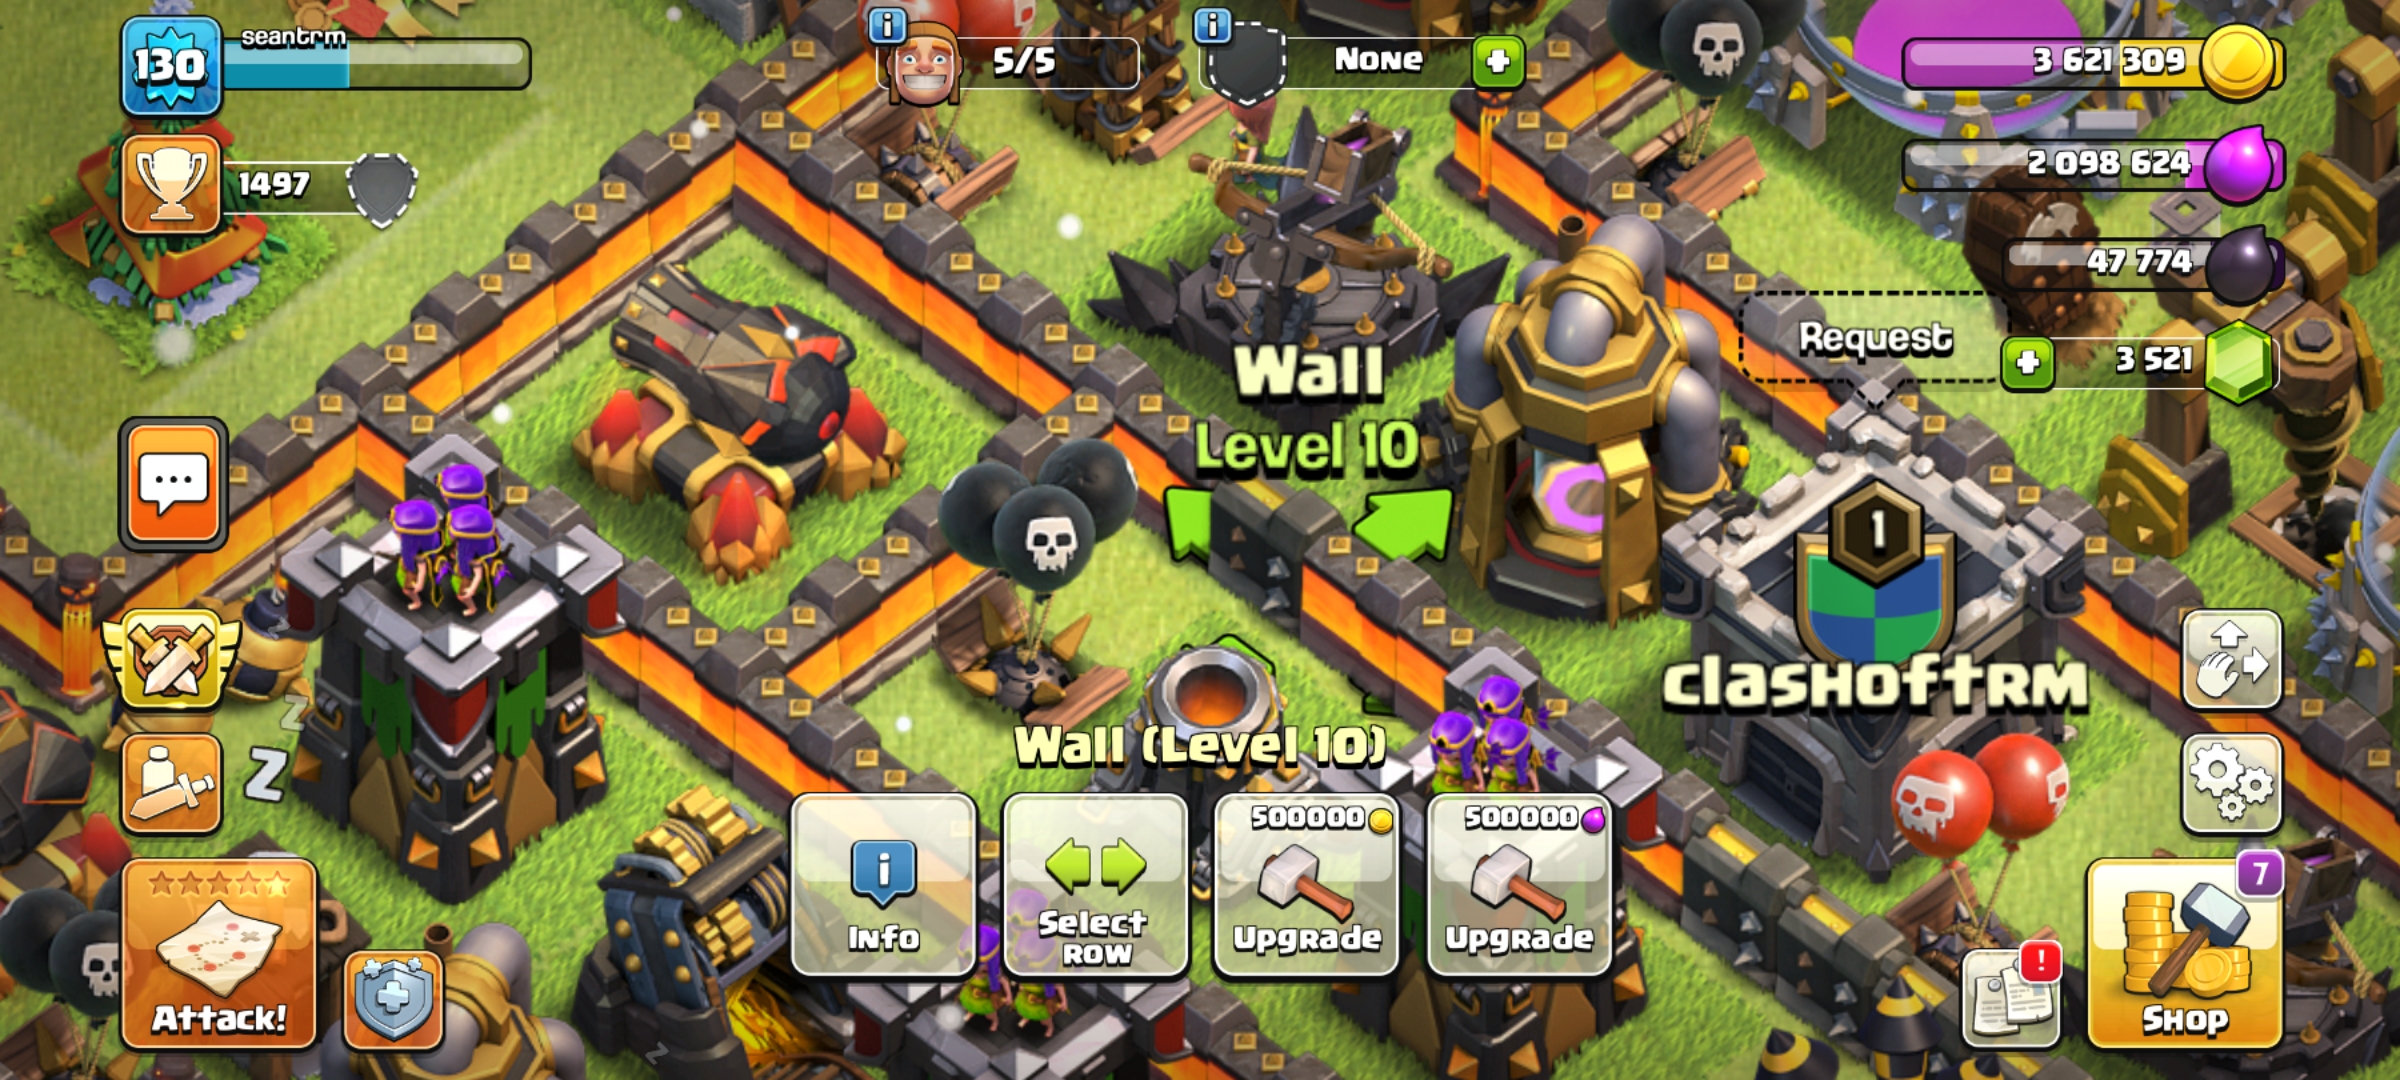 130
seantrm
5/5
None
3 621 309
1497
2 098 624
47 774
Request
3 521
Wall
Level 10
1
clashoftRM
Wall (Level 10)
Info
Select
Row
500000
Upgrade
500000
Upgrade
Attack!
7
Shop
!
z
Z
z